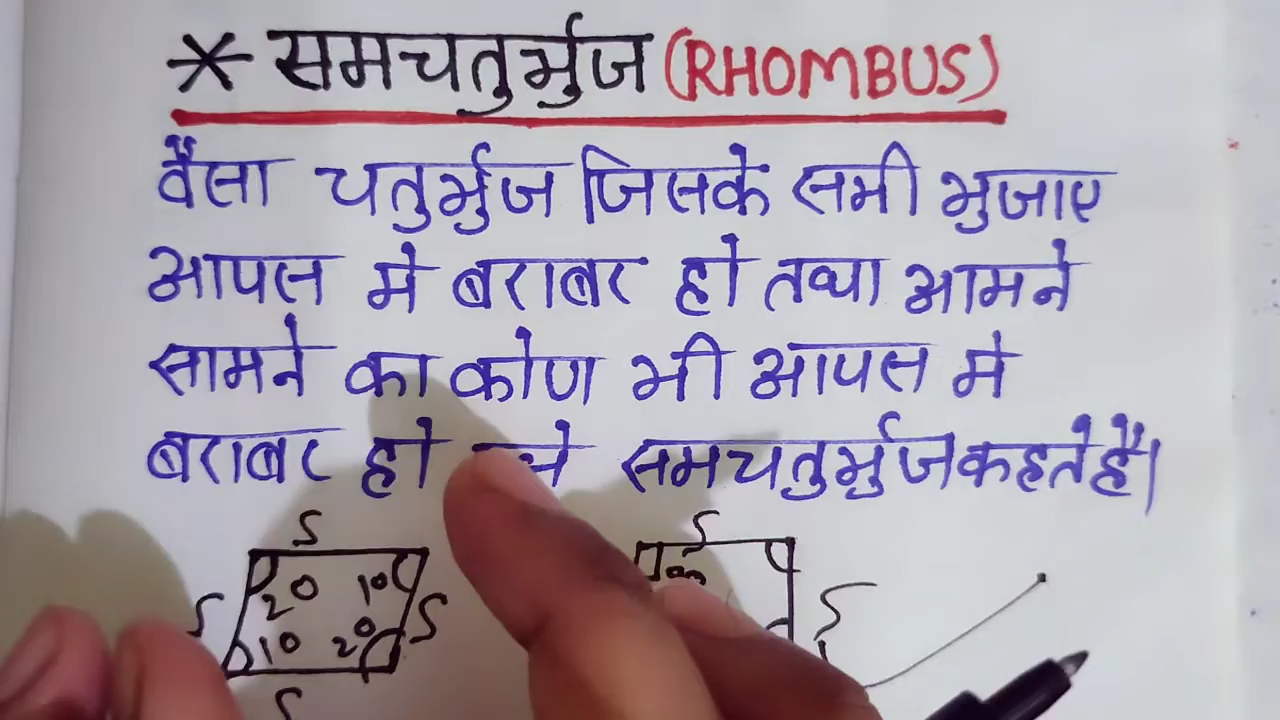 * समचतुर्भुज (RHOMBUS)
वैसा चतुर्भुज जिसके सभी भुजाए
आपस मे बराबर हो तथा आमने
सामने का कोण भी आपस मे
बराबर हो समचतुर्भुज कहते हैं।
S S
S 20 10 S S
10 20
S